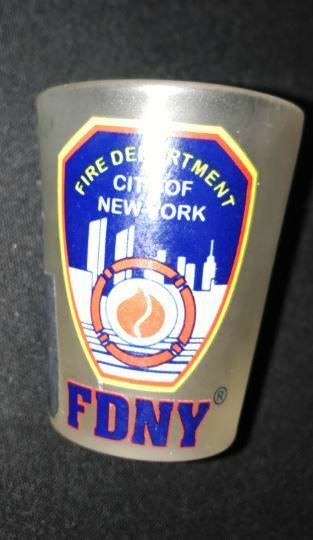 FIRE DEPARTMENT
CITY OF
NEW YORK
FDNY®